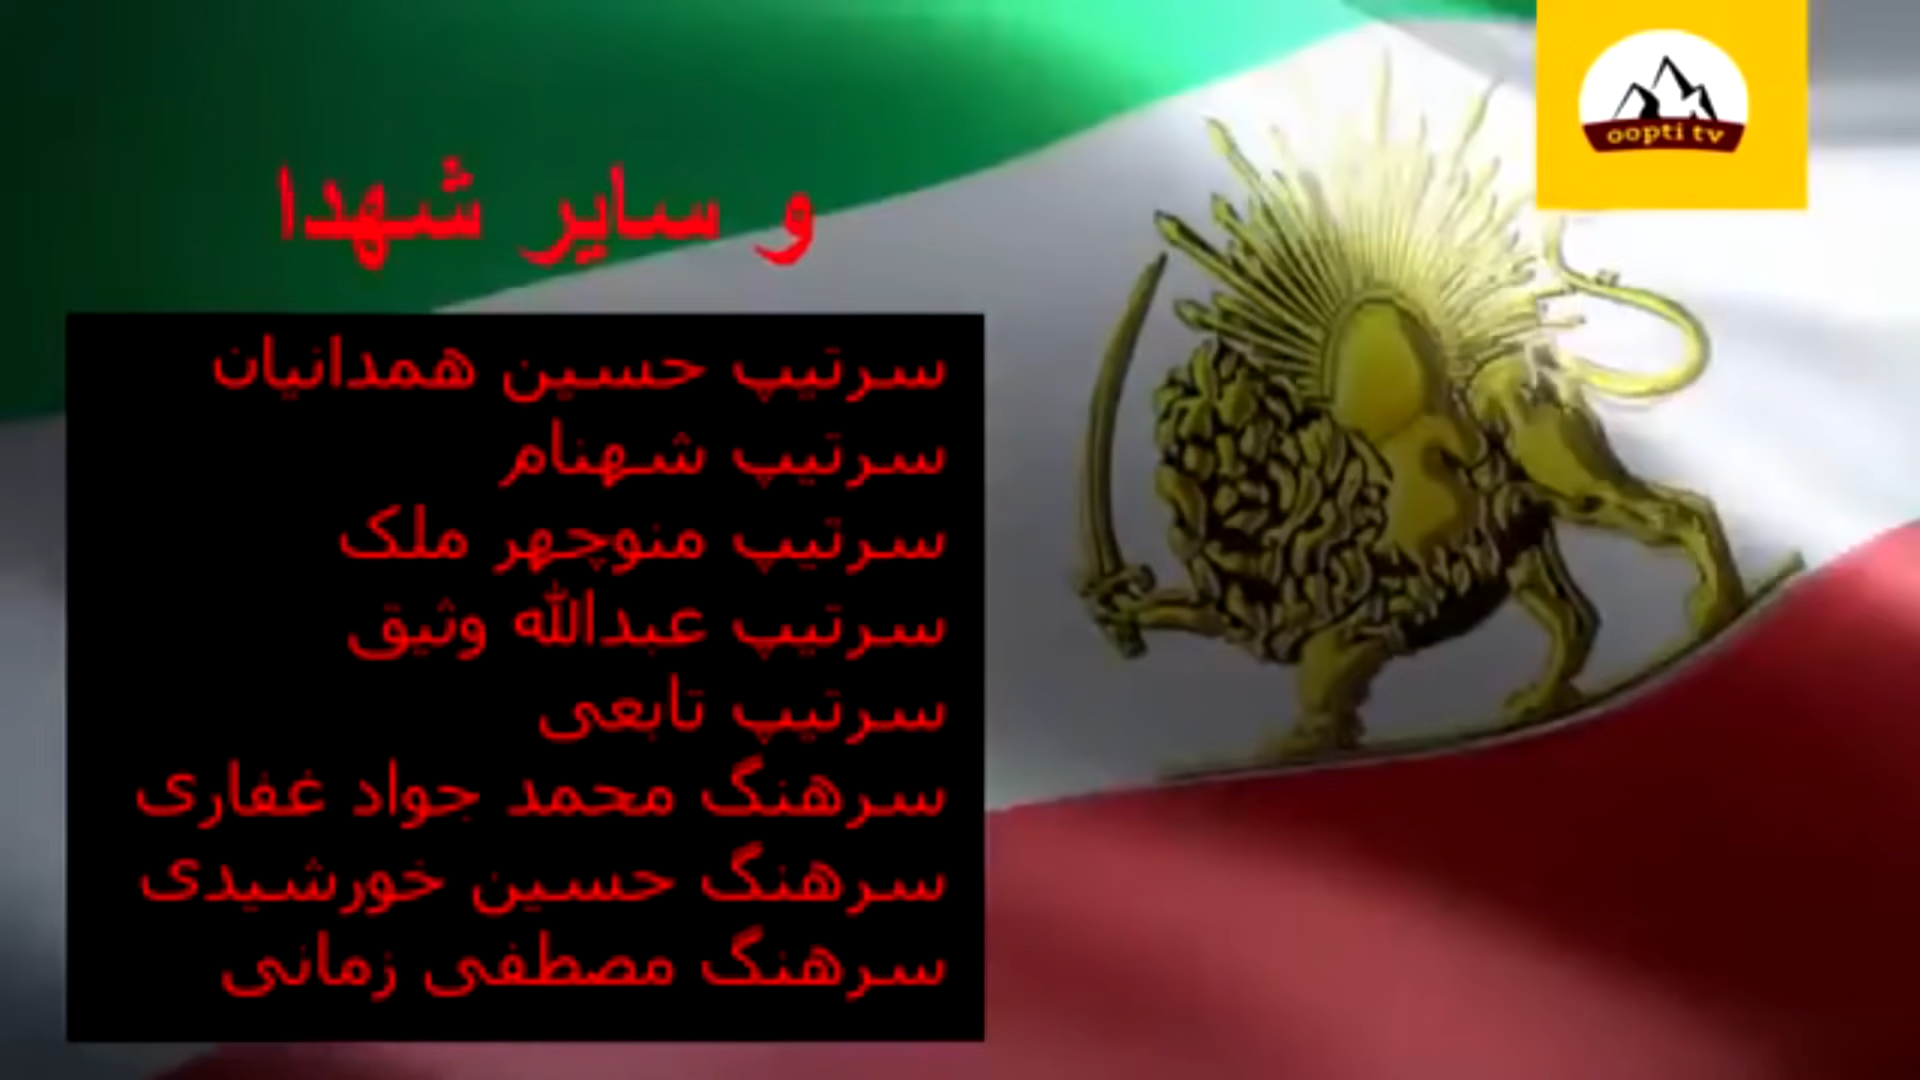 oopti tv
و سایر شهدا
سرتیپ حسین همدانیان
سرتیپ شهنام
سرتیپ منوچهر ملک
سرتیپ عبدالله وثیق
سرتیپ تابعی
سرهنگ محمد جواد غفاری
سرهنگ حسین خورشیدی
سرهنگ مصطفی زمانی